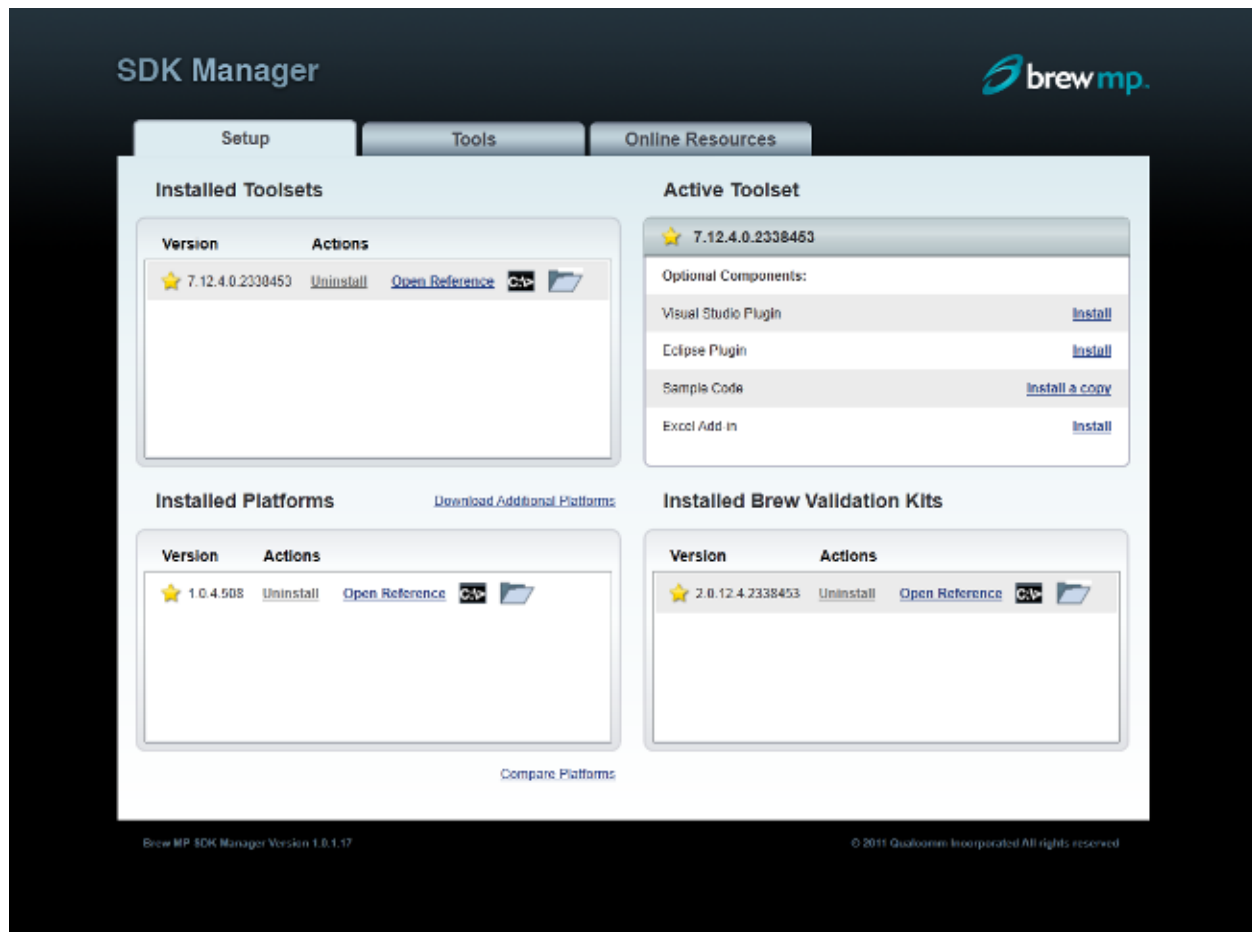 SDK Manager
brew mp.
Setup
Tools
Online Resources
Installed Toolsets
Version Actions
7.12.4.0.2338453 Uninstall Open Reference C:\>
Active Toolset
7.12.4.0.2338453
Optional Components:
Visual Studio Plugin Install
Eclipse Plugin Install
Sample Code Install a copy
Excel Add-in Install
Installed Platforms Download Additional Platforms
Version Actions
1.0.4.508 Uninstall Open Reference C:\>
Compare Platforms
Installed Brew Validation Kits
Version Actions
2.0.12.4.2338453 Uninstall Open Reference C:\>
Brew MP SDK Manager Version 1.0.1.17
© 2011 Qualcomm Incorporated All rights reserved